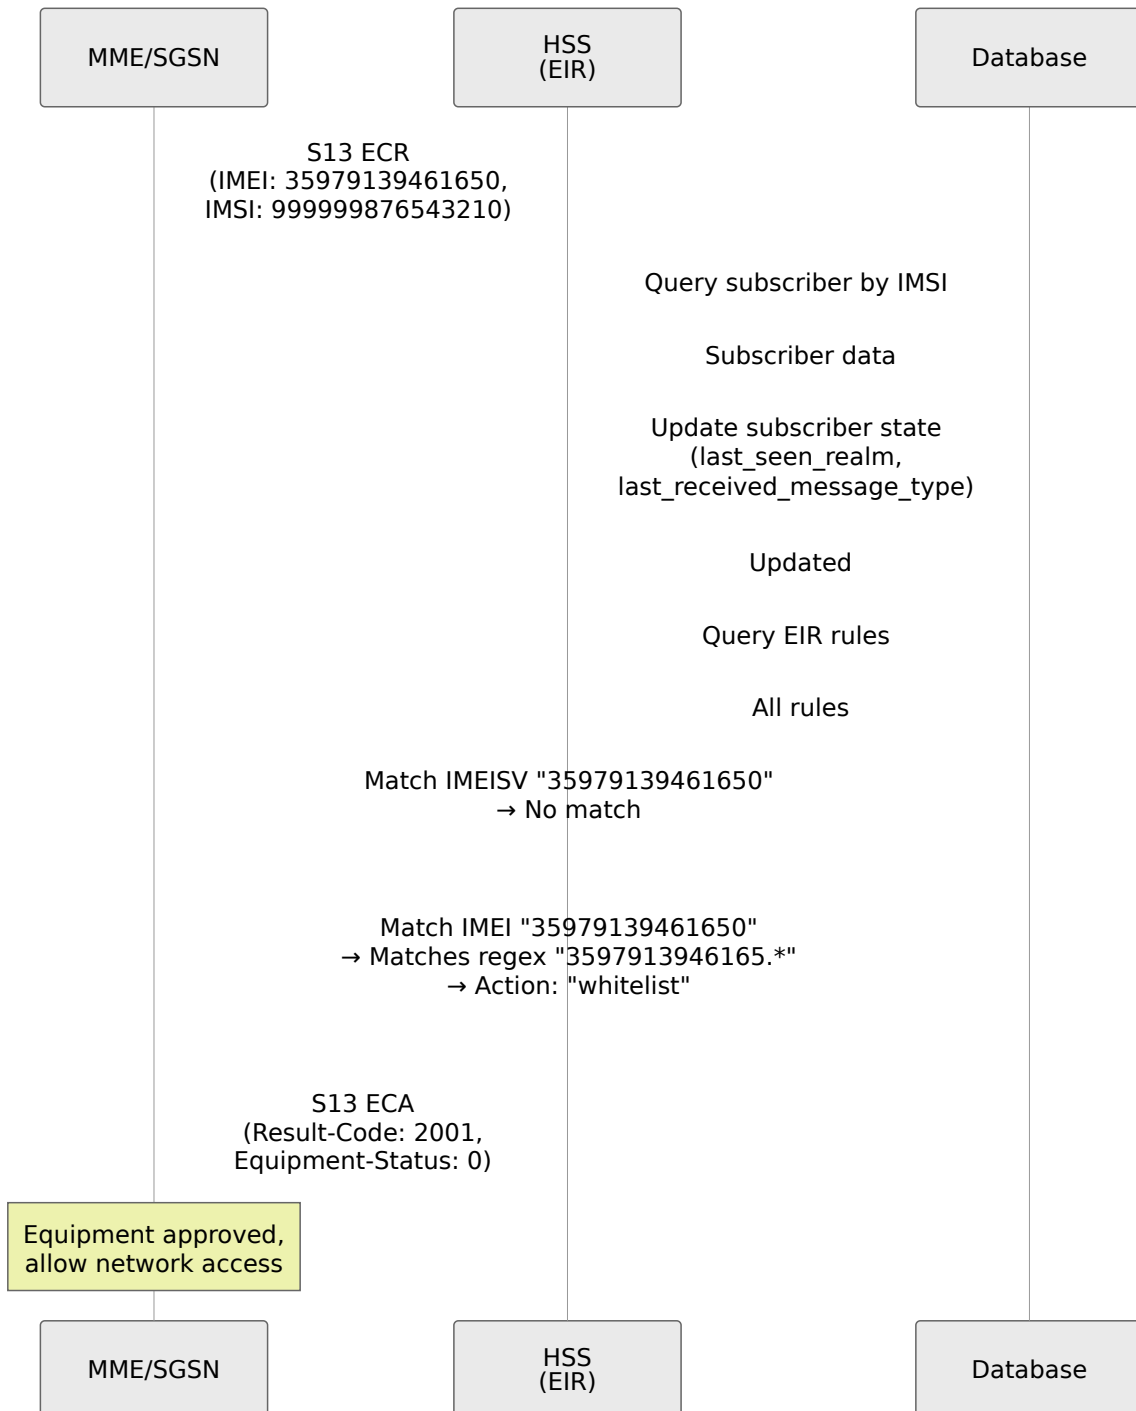 MME/SGSN
HSS
(EIR)
Database
S13 ECR
(IMEI: 35979139461650,
IMSI: 999999876543210)
Query subscriber by IMSI
Subscriber data
Update subscriber state
(last_seen_realm,
last_received_message_type)
Updated
Query EIR rules
All rules
Match IMEISV "35979139461650"
→ No match
Match IMEI "35979139461650"
→ Matches regex "3597913946165.*"
→ Action: "whitelist"
S13 ECA
(Result-Code: 2001,
Equipment-Status: 0)
Equipment approved,
allow network access
MME/SGSN
HSS
(EIR)
Database